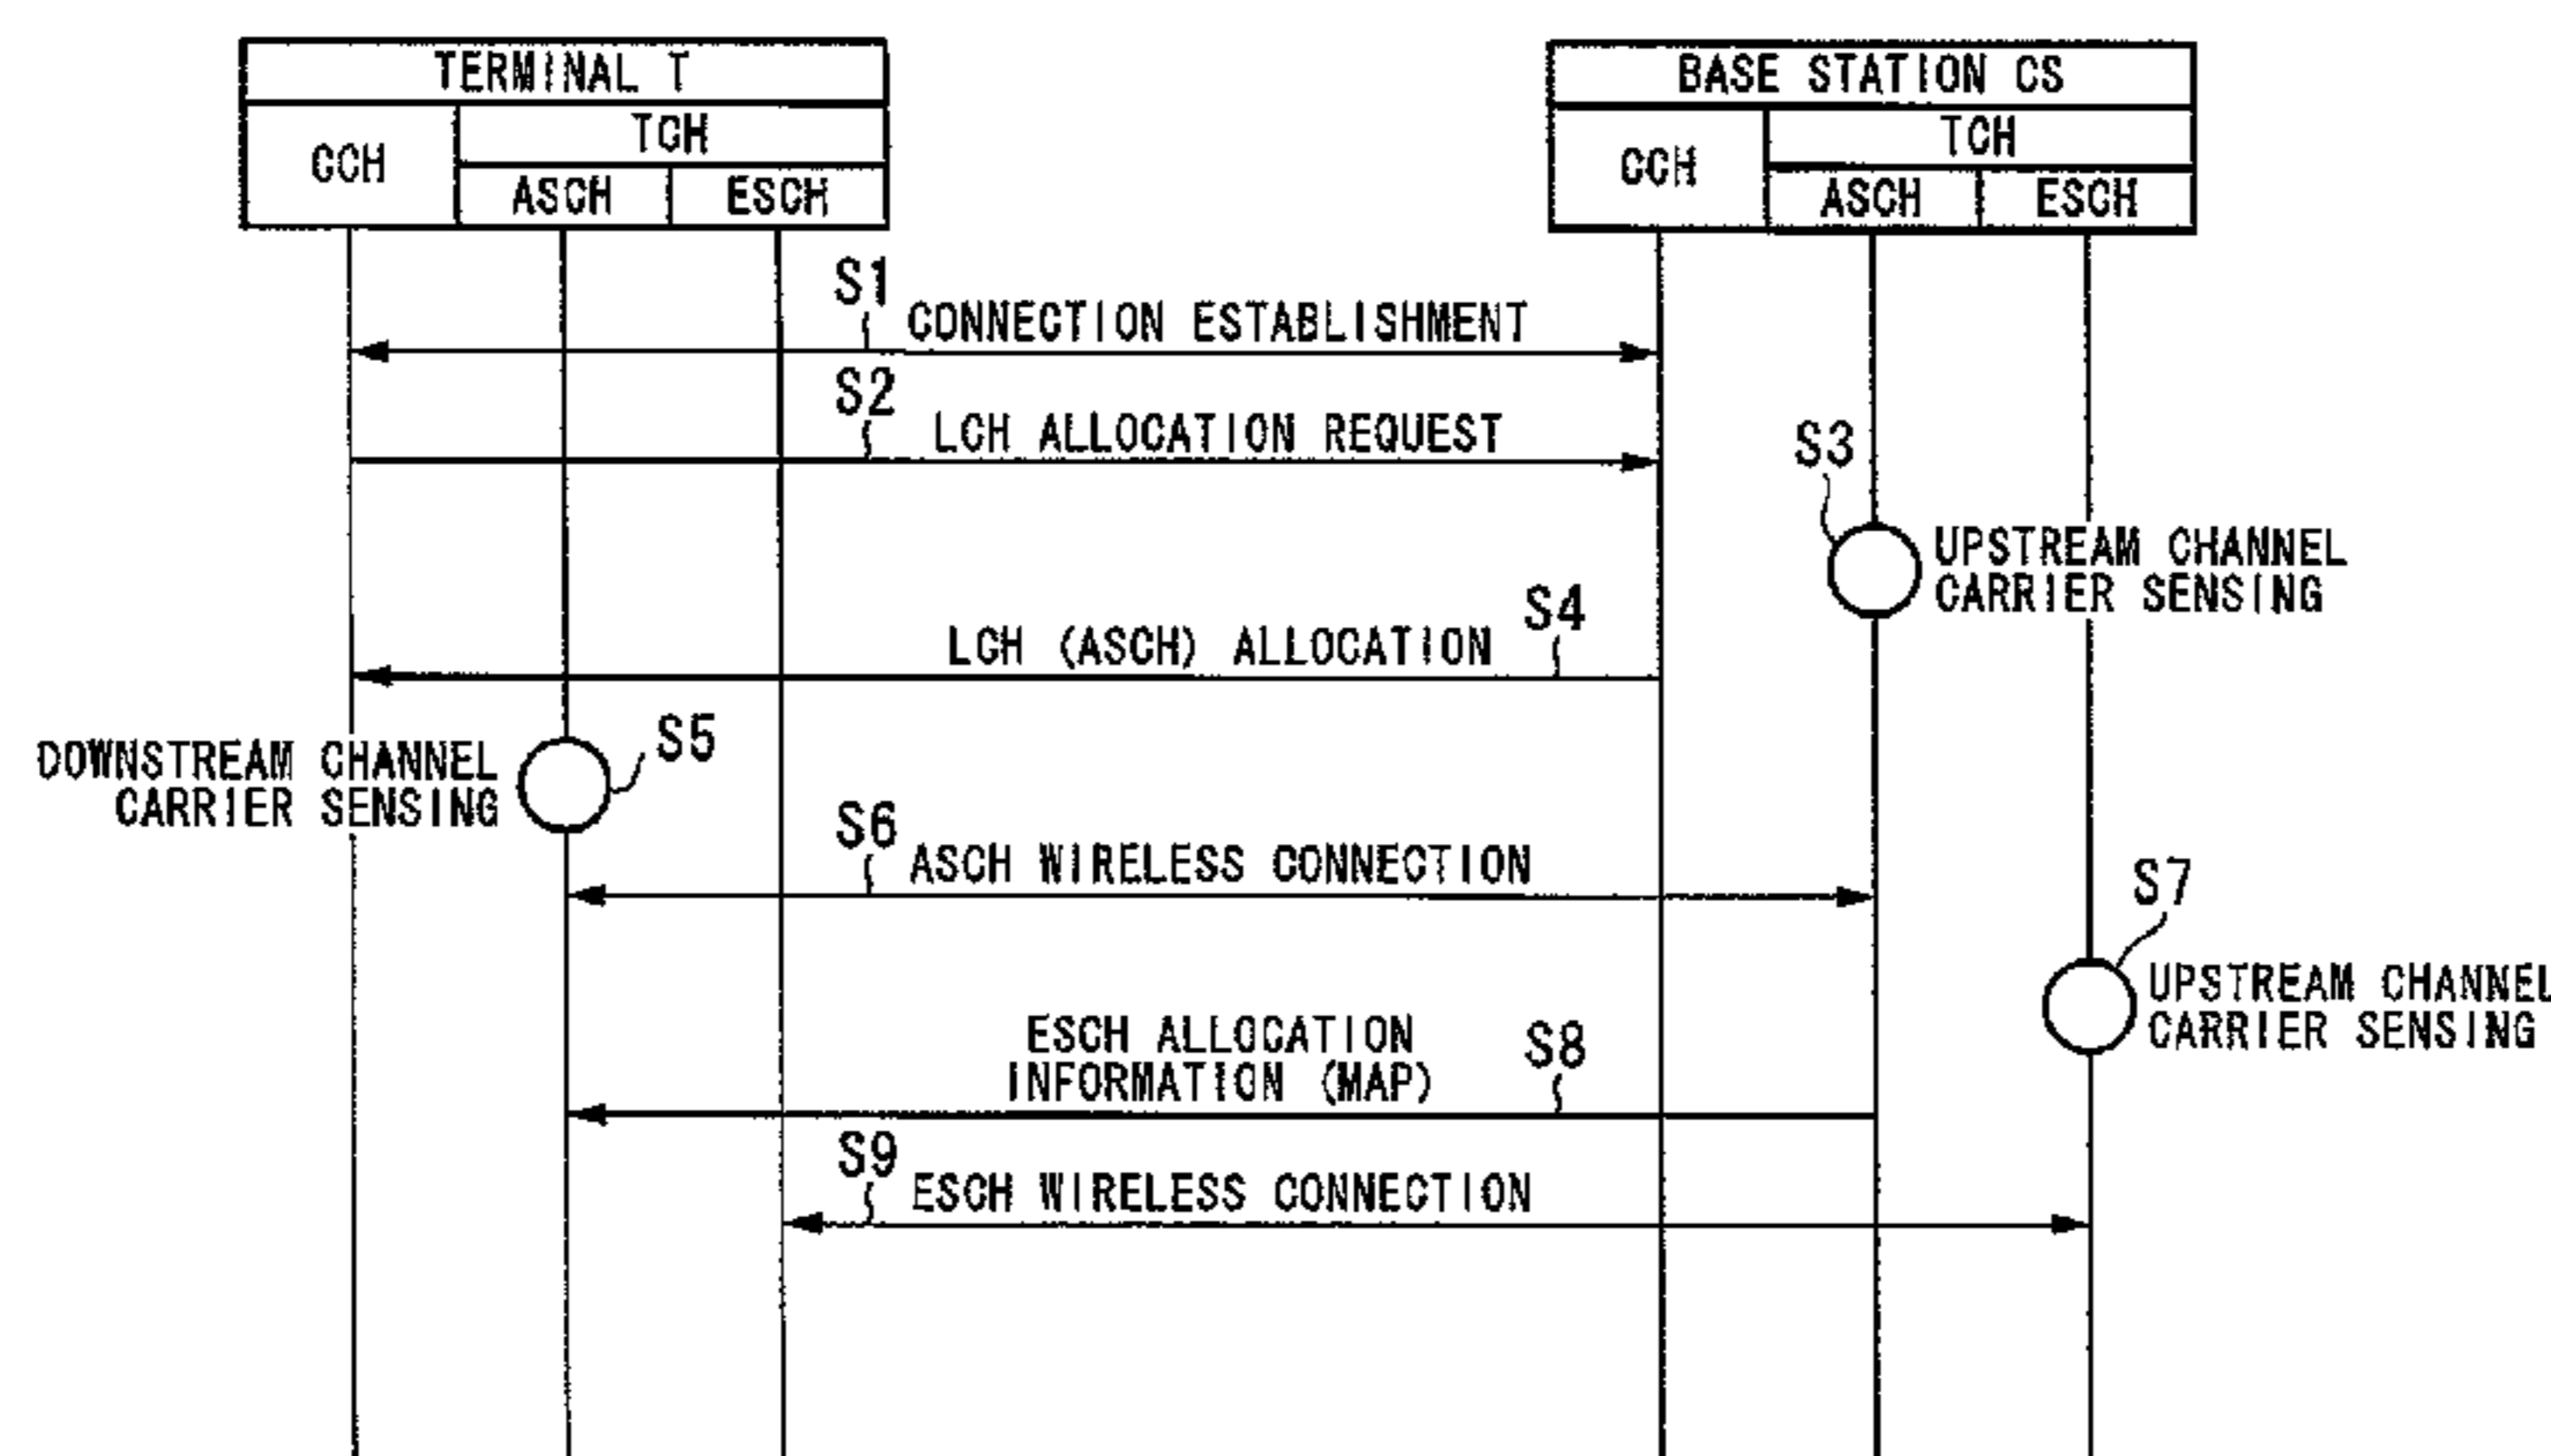 TERMINAL T
BASE STATION CS
CCH
TCH
ASCH
ESCH
CCH
TCH
ASCH
ESCH
S1
CONNECTION ESTABLISHMENT
S2
LCH ALLOCATION REQUEST
S3
UPSTREAM CHANNEL
CARRIER SENSING
S4
LCH (ASCH) ALLOCATION
DOWNSTREAM CHANNEL
CARRIER SENSING
S5
S6
ASCH WIRELESS CONNECTION
S7
UPSTREAM CHANNEL
CARRIER SENSING
ESCH ALLOCATION
INFORMATION (MAP)
S8
S9
ESCH WIRELESS CONNECTION